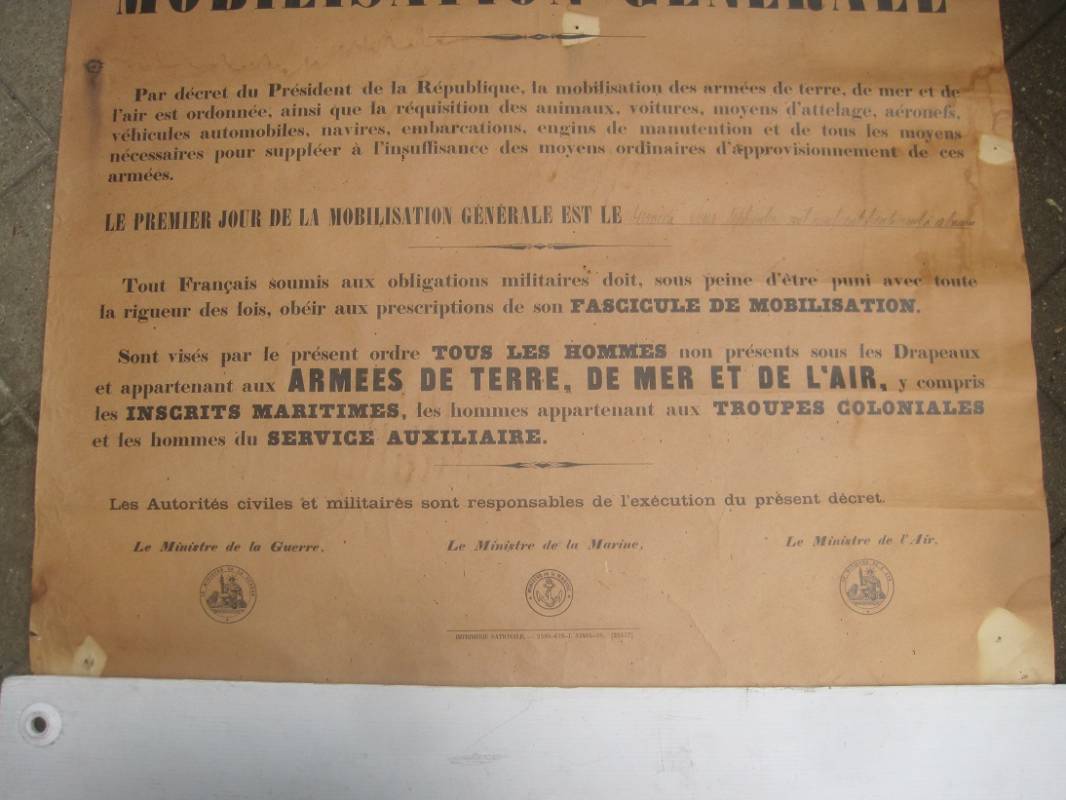 MOBILISATION GÉNÉRALE
Par décret du Président de la République, la mobilisation des armées de terre, de mer et de
l'air est ordonnée, ainsi que la réquisition des animaux, voitures, moyens d'attelage, aéronefs,
véhicules automobiles, navires, embarcations, engins de manutention et de tous les moyens
nécessaires pour suppléer à l'insuffisance des moyens ordinaires d'approvisionnement de ces
armées.
LE PREMIER JOUR DE LA MOBILISATION GÉNÉRALE EST LE
Tout Français soumis aux obligations militaires doit, sous peine d'être puni avec toute
la rigueur des lois, obéir aux prescriptions de son FASCICULE DE MOBILISATION.
Sont visés par le présent ordre TOUS LES HOMMES non présents sous les Drapeaux
et appartenant aux ARMEES DE TERRE, DE MER ET DE L'AIR, y compris
les INSCRITS MARITIMES, les hommes appartenant aux TROUPES COLONIALES
et les hommes du SERVICE AUXILIAIRE.
Les Autorités civiles et militaires sont responsables de l'exécution du présent décret.
Le Ministre de la Guerre, Le Ministre de la Marine, Le Ministre de l'Air,
IMPRIMERIE NATIONALE.